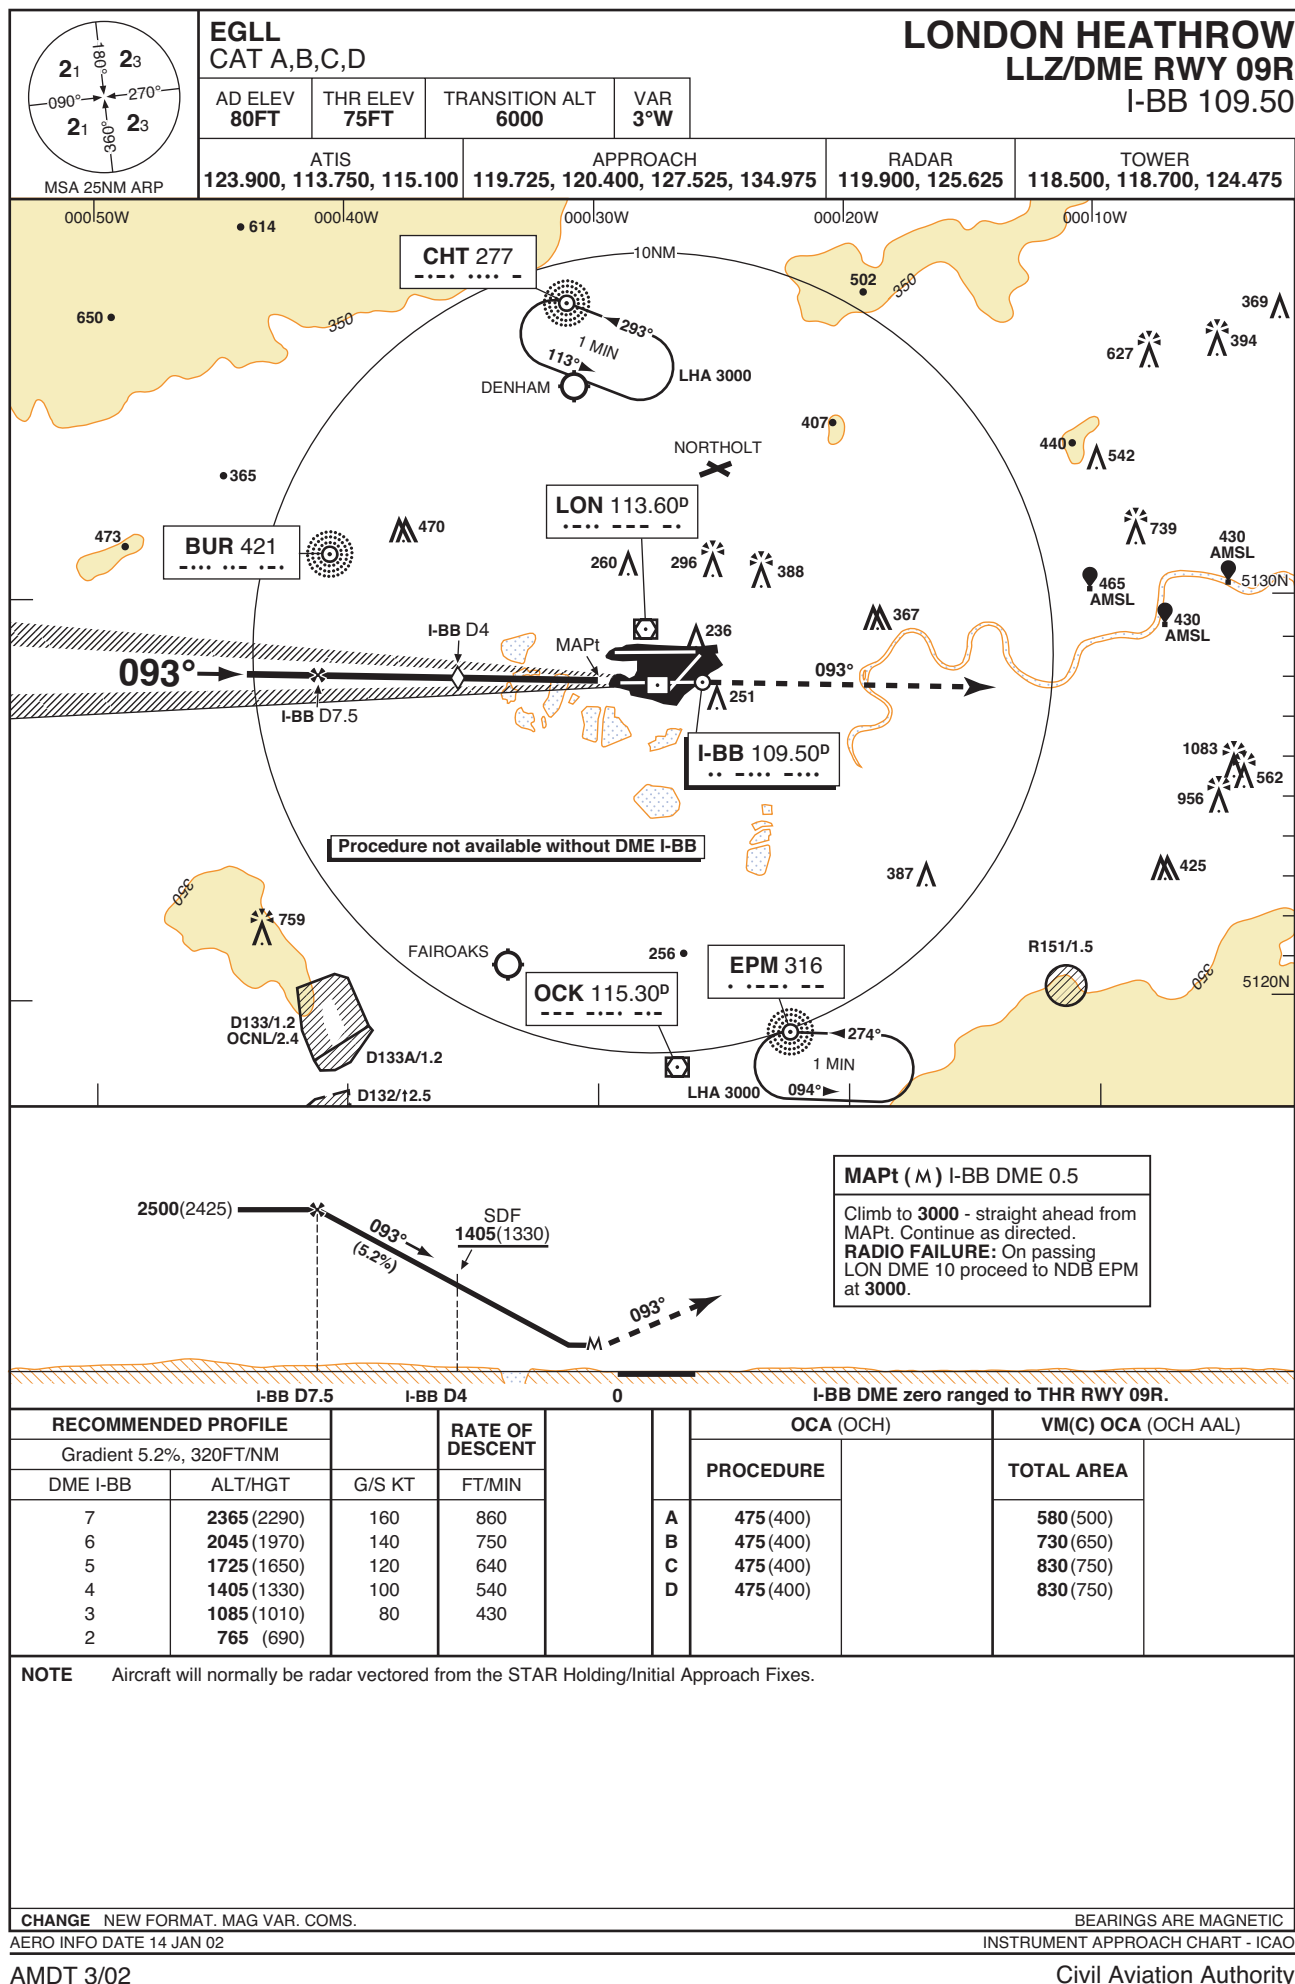 EGLL
CAT A,B,C,D
LONDON HEATHROW
LLZ/DME RWY 09R
I-BB 109.50
21
23
21
23
180°
270°
090°
360°
MSA 25NM ARP
AD ELEV
80FT
THR ELEV
75FT
TRANSITION ALT
6000
VAR
3°W
ATIS
123.900, 113.750, 115.100
APPROACH
119.725, 120.400, 127.525, 134.975
RADAR
119.900, 125.625
TOWER
118.500, 118.700, 124.475
000 50W
000 40W
000 30W
000 20W
000 10W
614
CHT 277
-·-· ···· -
10NM
502
350
369
650
350
293°
1 MIN
113°
LHA 3000
DENHAM
627
394
407
440
542
NORTHOLT
365
LON 113.60D
·-·· --- -·
473
BUR 421
-··· ··- ·-·
470
260
296
388
739
430
AMSL
465
AMSL
5130N
430
AMSL
367
I-BB D4
MAPt
236
093°
093°
I-BB D7.5
251
I-BB 109.50D
·· -··· -···
1083
562
956
Procedure not available without DME I-BB
387
425
350
759
FAIROAKS
256
EPM 316
· ·--· --
R151/1.5
350
5120N
OCK 115.30D
--- -·-· -·-
D133/1.2
OCNL/2.4
D133A/1.2
274°
1 MIN
094°
LHA 3000
D132/†2.5
2500(2425)
093°
(5.2%)
SDF
1405(1330)
M
093°
MAPt (M) I-BB DME 0.5
Climb to 3000 - straight ahead from
MAPt. Continue as directed.
RADIO FAILURE: On passing
LON DME 10 proceed to NDB EPM
at 3000.
I-BB D7.5
I-BB D4
0
I-BB DME zero ranged to THR RWY 09R.
RECOMMENDED PROFILE
Gradient 5.2%, 320FT/NM
RATE OF
DESCENT
OCA (OCH)
VM(C) OCA (OCH AAL)
PROCEDURE
TOTAL AREA
DME I-BB ALT/HGT G/S KT FT/MIN
7 2365 (2290) 160 860 A 475 (400) 580 (500)
6 2045 (1970) 140 750 B 475 (400) 730 (650)
5 1725 (1650) 120 640 C 475 (400) 830 (750)
4 1405 (1330) 100 540 D 475 (400) 830 (750)
3 1085 (1010) 80 430
2 765 (690)
NOTE Aircraft will normally be radar vectored from the STAR Holding/Initial Approach Fixes.
CHANGE NEW FORMAT. MAG VAR. COMS.
BEARINGS ARE MAGNETIC
AERO INFO DATE 14 JAN 02
INSTRUMENT APPROACH CHART - ICAO
AMDT 3/02
Civil Aviation Authority